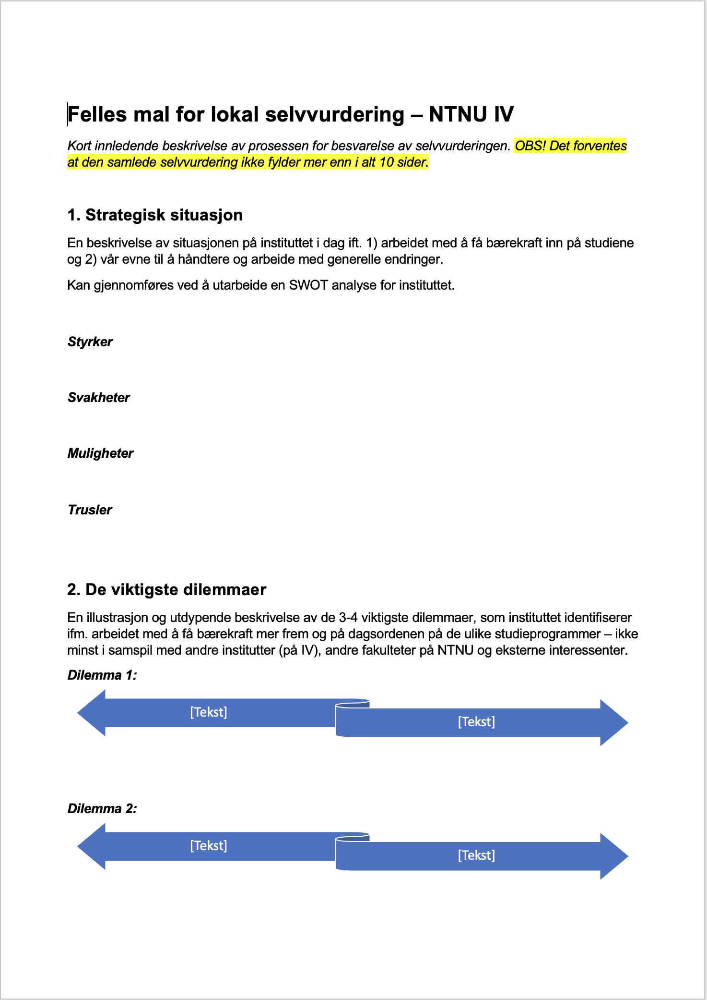 Felles mal for lokal selvvurdering – NTNU IV
Kort innledende beskrivelse av prosessen for besvarelse av selvvurderingen. OBS! Det forventes
at den samlede selvvurdering ikke fylder mer enn i alt 10 sider.
1. Strategisk situasjon
En beskrivelse av situasjonen på instituttet i dag ift. 1) arbeidet med å få bærekraft inn på studiene
og 2) vår evne til å håndtere og arbeide med generelle endringer.
Kan gjennomføres ved å utarbeide en SWOT analyse for instituttet.
Styrker
Svakheter
Muligheter
Trusler
2. De viktigste dilemmaer
En illustrasjon og utdypende beskrivelse av de 3-4 viktigste dilemmaer, som instituttet identifiserer
ifm. arbeidet med å få bærekraft mer frem og på dagsordenen på de ulike studieprogrammer – ikke
minst i samspil med andre institutter (på IV), andre fakulteter på NTNU og eksterne interessenter.
Dilemma 1:
[Tekst]
[Tekst]
Dilemma 2:
[Tekst]
[Tekst]